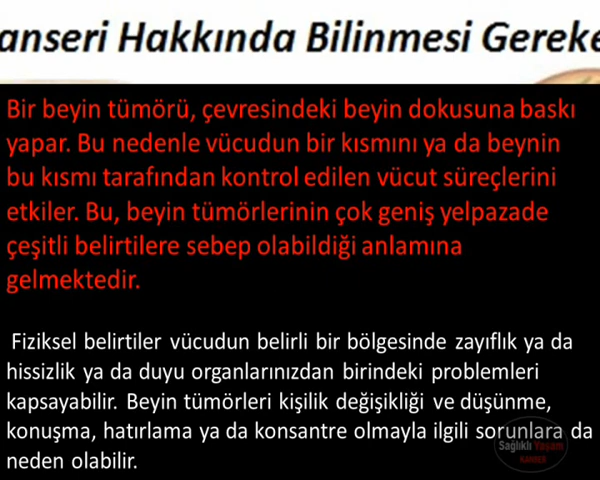 anseri Hakkında Bilinmesi Gereke
Bir beyin tümörü, çevresindeki beyin dokusuna baskı
yapar. Bu nedenle vücudun bir kısmını ya da beynin
bu kısmı tarafından kontrol edilen vücut süreçlerini
etkiler. Bu, beyin tümörlerinin çok geniş yelpazade
çeşitli belirtilere sebep olabildiği anlamına
gelmektedir.
Fiziksel belirtiler vücudun belirli bir bölgesinde zayıflık ya da
hissizlik ya da duyu organlarınızdan birindeki problemleri
kapsayabilir. Beyin tümörleri kişilik değişikliği ve düşünme,
konuşma, hatırlama ya da konsantre olmayla ilgili sorunlara da
neden olabilir.
Sağlıklı Yaşam